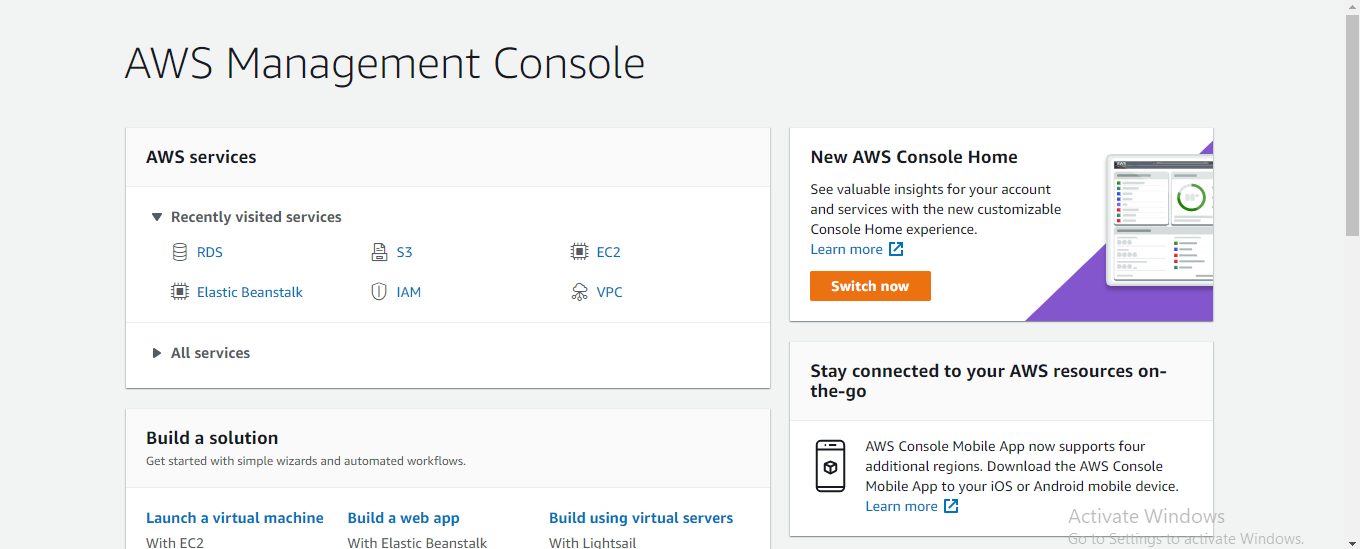 AWS Management Console
AWS services
Recently visited services
RDS
S3
EC2
Elastic Beanstalk
IAM
VPC
All services
Build a solution
Get started with simple wizards and automated workflows.
Launch a virtual machine
With EC2
Build a web app
With Elastic Beanstalk
Build using virtual servers
With Lightsail
New AWS Console Home
See valuable insights for your account
and services with the new customizable
Console Home experience.
Learn more
Switch now
Stay connected to your AWS resources on-
the-go
AWS Console Mobile App now supports four
additional regions. Download the AWS Console
Mobile App to your iOS or Android mobile device.
Learn more
Activate Windows
Go to Settings to activate Windows.